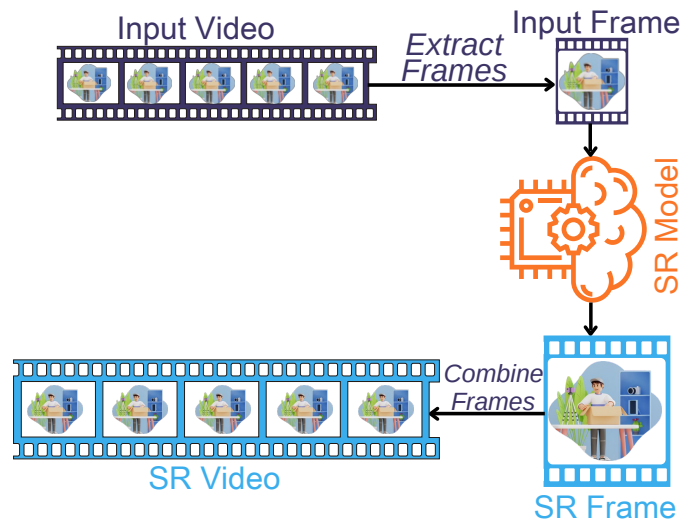 Input Video
Extract
Frames
Input Frame
SR Model
Combine
Frames
SR Video
SR Frame